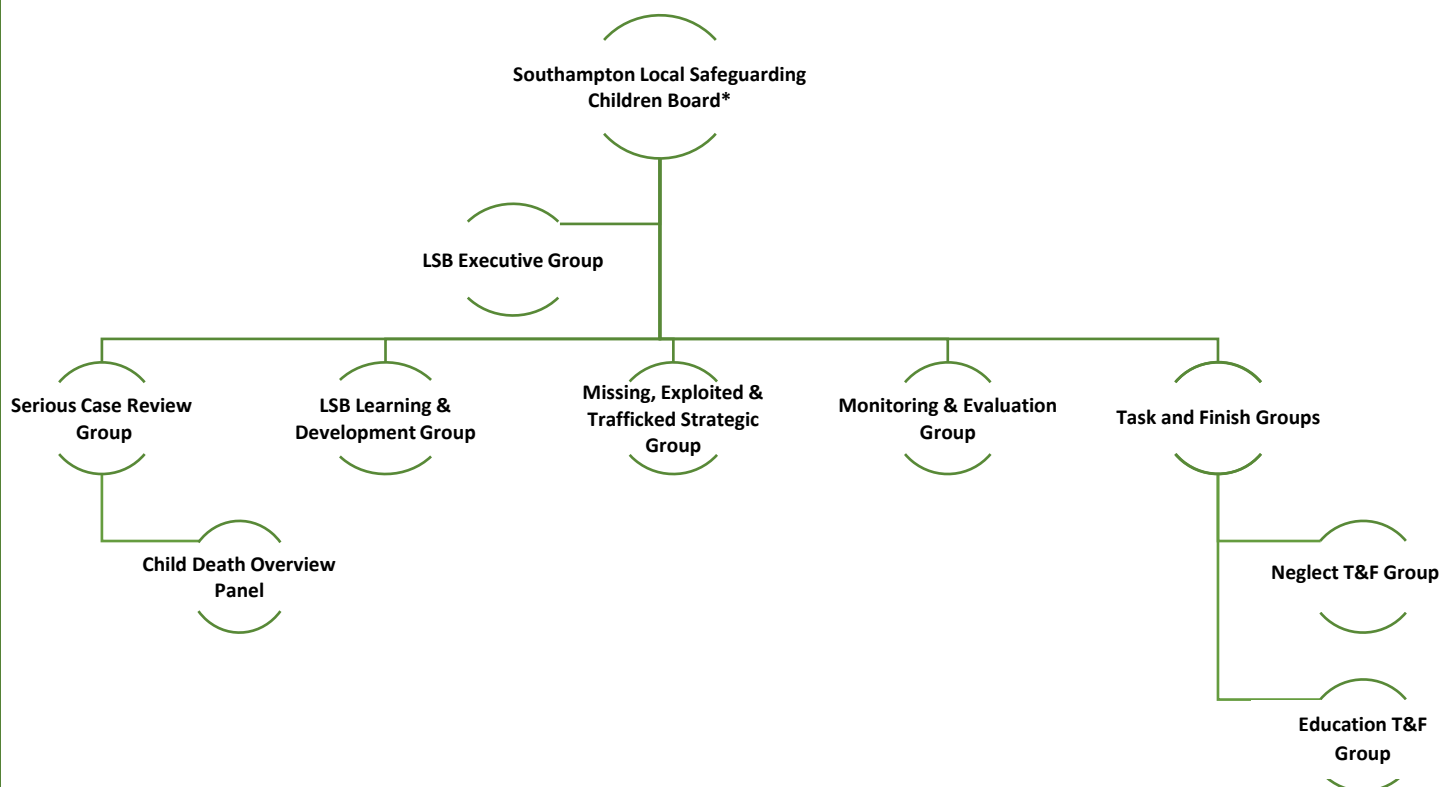 Southampton Local Safeguarding
Children Board*
LSB Executive Group
Serious Case Review
Group
LSB Learning &
Development Group
Missing, Exploited &
Trafficked Strategic
Group
Monitoring & Evaluation
Group
Task and Finish Groups
Child Death Overview
Panel
Neglect T&F Group
Education T&F
Group